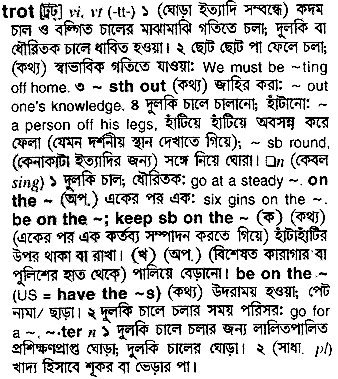 trot [ট্রট্] vi, vt (-tt-) ১ (ঘোড়া ইত্যাদি সম্বন্ধে) কদম
চাল ও বল্গিত চালের মাঝামাঝি গতিতে চলা; দুলকি বা
ধৌরিতক চালে ধাবিত হওয়া। ২ ছোট ছোট পা ফেলে চলা;
(কথ্য) স্বাভাবিক গতিতে যাওয়া: We must be ~ting
off home. ৩ ~ sth out (কথ্য) জাহির করা: ~ out
one's knowledge. ৪ দুলকি চালে চালানো; হাঁটানো: ~
a person off his legs, হাঁটিয়ে হাঁটিয়ে অবসন্ন করে
ফেলা (যেমন দর্শনীয় স্থান দেখাতে গিয়ে); ~ sb round,
(কেনাকাটা ইত্যাদির জন্য) সঙ্গে নিয়ে ঘোরা। □n (কেবল
sing) ১ দুলকি চাল; ধৌরিতক: go at a steady ~. on
the ~ (অপ.) একের পর এক: six gins on the ~.
be on the ~; keep sb on the ~ (ক) (কথ্য)
(একের পর এক কর্তব্য সম্পাদন করতে গিয়ে) হাঁটাহাঁটির
উপর থাকা বা রাখা। (খ) (অপ.) (বিশেষত কারাগার বা
পুলিশের হাত থেকে) পালিয়ে বেড়ানো। be on the ~
(US = have the ~s) (কথ্য) উদরাময় হওয়া; পেট
নামা/ ছাড়া। ২ দুলকি চালে চলার সময় পরিসর: go for
a ~. ~·ter n ১ দুলকি চালে চলার জন্য লালিতপালিত
প্রশিক্ষণপ্রাপ্ত ঘোড়া; দুলকি চালের ঘোড়া। ২ (সাধা. pl)
খাদ্য হিসাবে শূকর বা ভেড়ার পা।